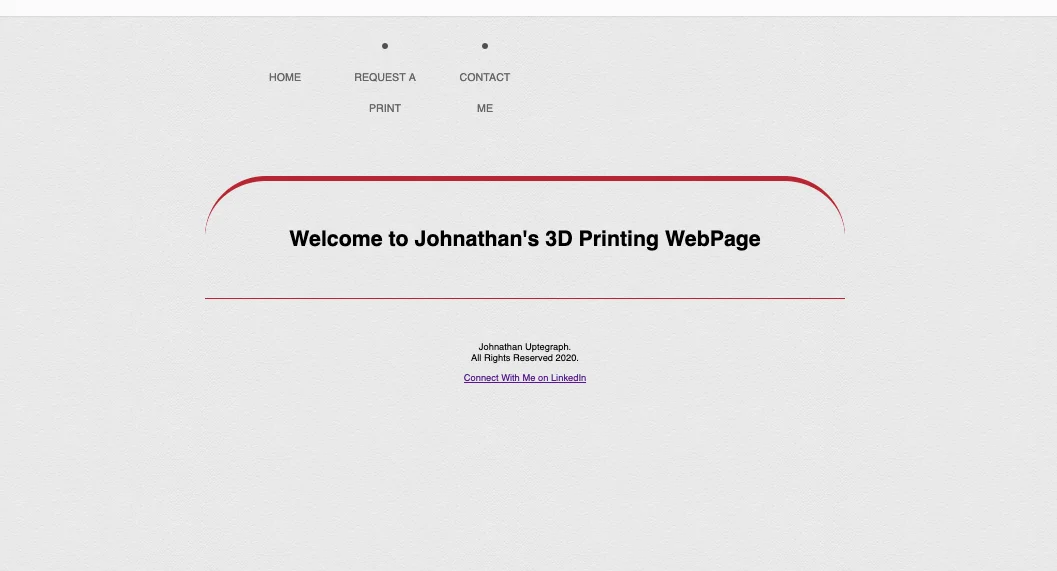 HOME
REQUEST A
PRINT
CONTACT
ME
Welcome to Johnathan's 3D Printing WebPage
Johnathan Uptegraph.
All Rights Reserved 2020.
Connect With Me on LinkedIn